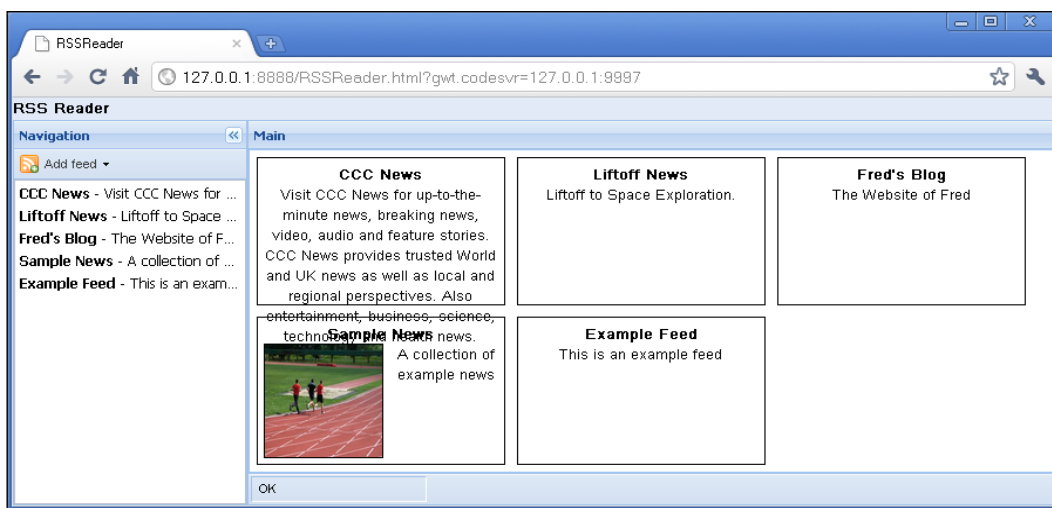 RSSReader
127.0.0.1:8888/RSSReader.html?gwt.codesvr=127.0.0.1:9997
RSS Reader
Navigation
Add feed
CCC News - Visit CCC News for ...
Liftoff News - Liftoff to Space ...
Fred's Blog - The Website of F...
Sample News - A collection of ...
Example Feed - This is an exam...
Main
CCC News
Visit CCC News for up-to-the-
minute news, breaking news,
video, audio and feature stories.
CCC News provides trusted World
and UK news as well as local and
regional perspectives. Also
entertainment, business, science,
technology and health news.
Liftoff News
Liftoff to Space Exploration.
Fred's Blog
The Website of Fred
Sample News
A collection of
example news
Example Feed
This is an example feed
OK